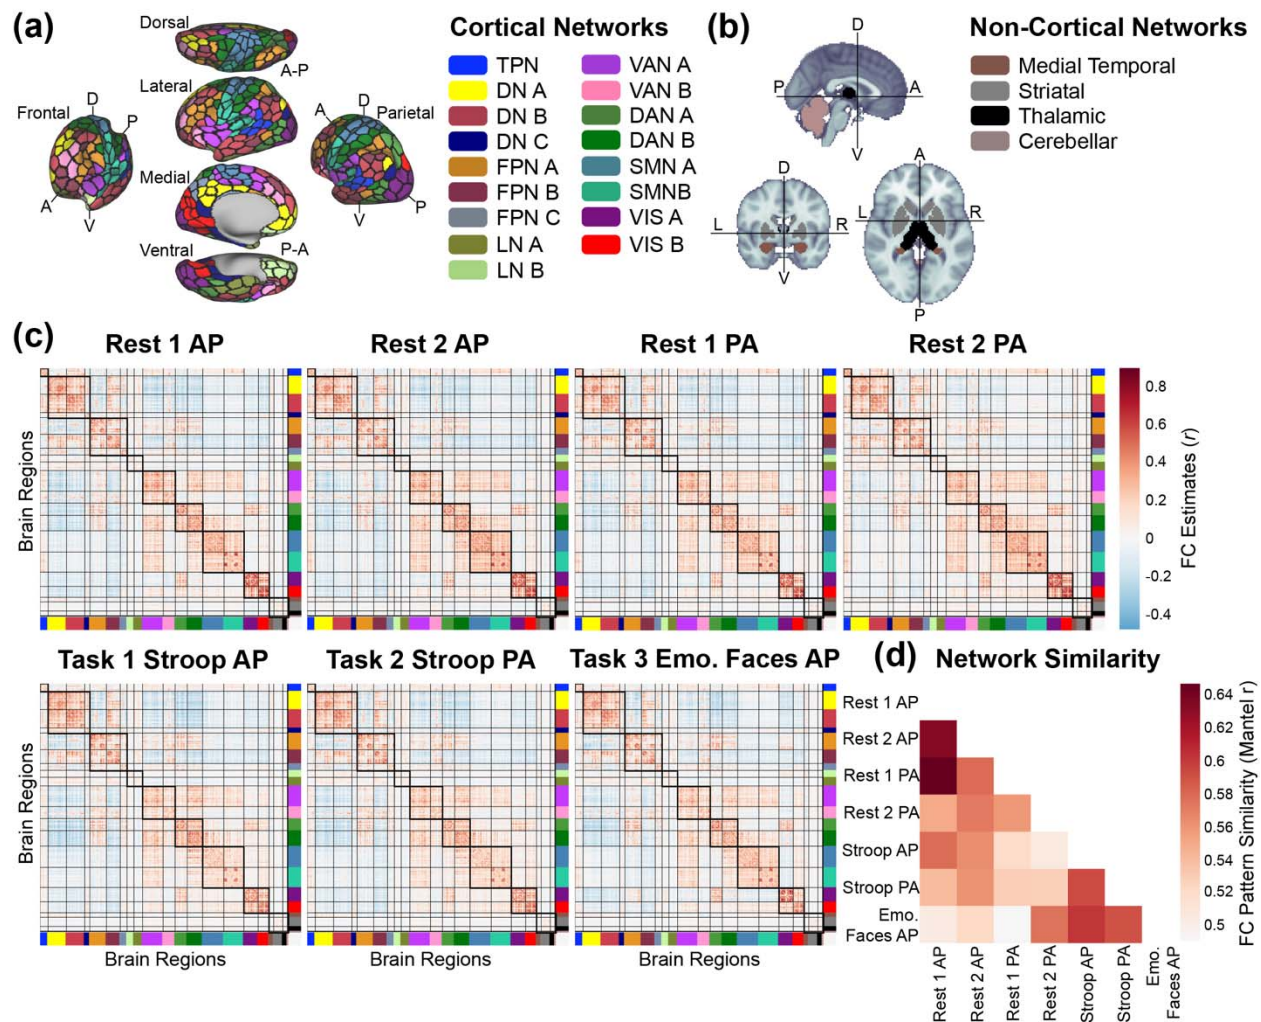 (a)
Dorsal
A-P
Lateral
Frontal
D
P
A
V
A
D
Parietal
P
V
Medial
Ventral
P-A
Cortical Networks
TPN
DN A
DN B
DN C
FPN A
FPN B
FPN C
LN A
LN B
VAN A
VAN B
DAN A
DAN B
SMN A
SMNB
VIS A
VIS B
(b)
D
P
A
V
D
L
R
V
A
L
R
P
Non-Cortical Networks
Medial Temporal
Striatal
Thalamic
Cerebellar
(c)
Rest 1 AP
Rest 2 AP
Rest 1 PA
Rest 2 PA
Brain Regions
0.8
0.6
0.4
0.2
0
-0.2
-0.4
FC Estimates (r)
Task 1 Stroop AP
Task 2 Stroop PA
Task 3 Emo. Faces AP
Brain Regions
Brain Regions
Brain Regions
Brain Regions
(d)
Network Similarity
Rest 1 AP
Rest 2 AP
Rest 1 PA
Rest 2 PA
Stroop AP
Stroop PA
Emo.
Faces AP
Rest 1 AP
Rest 2 AP
Rest 1 PA
Rest 2 PA
Stroop AP
Stroop PA
Emo.
Faces AP
0.64
0.62
0.6
0.58
0.56
0.54
0.52
0.5
FC Pattern Similarity (Mantel r)